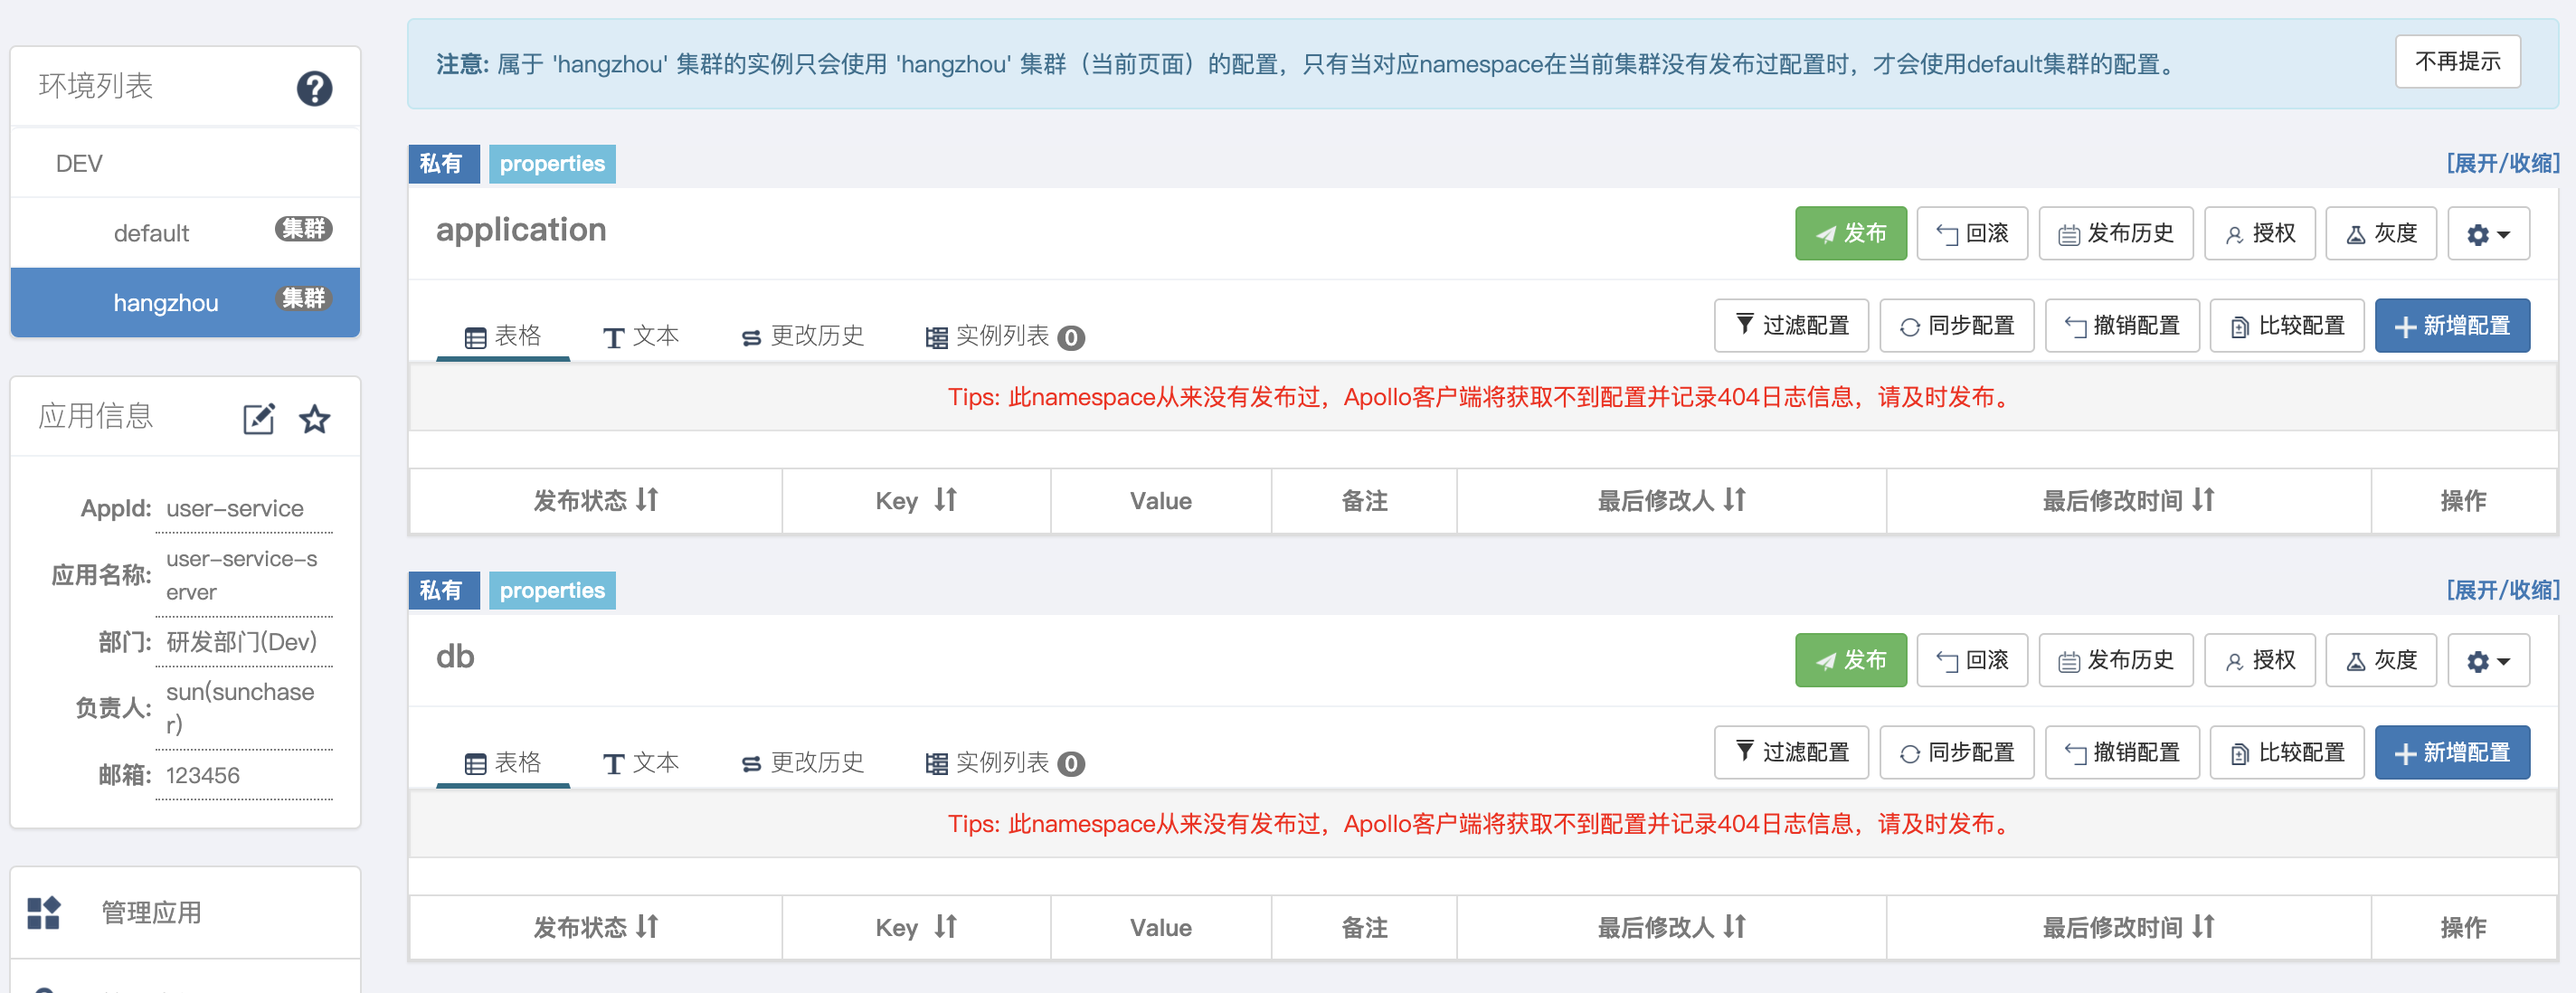 注意: 属于 'hangzhou' 集群的实例只会使用 'hangzhou' 集群（当前页面）的配置，只有当对应namespace在当前集群没有发布过配置时，才会使用default集群的配置。
不再提示
环境列表
DEV
default 集群
hangzhou 集群
应用信息
AppId: user-service
应用名称: user-service-s
erver
部门: 研发部门(Dev)
负责人: sun(sunchase
r)
邮箱: 123456
管理应用
私有 properties [展开/收缩]
application 发布 回滚 发布历史 授权 灰度
表格 文本 更改历史 实例列表 0 过滤配置 同步配置 撤销配置 比较配置 新增配置
Tips: 此namespace从来没有发布过，Apollo客户端将获取不到配置并记录404日志信息，请及时发布。
发布状态 Key Value 备注 最后修改人 最后修改时间 操作
私有 properties [展开/收缩]
db 发布 回滚 发布历史 授权 灰度
表格 文本 更改历史 实例列表 0 过滤配置 同步配置 撤销配置 比较配置 新增配置
Tips: 此namespace从来没有发布过，Apollo客户端将获取不到配置并记录404日志信息，请及时发布。
发布状态 Key Value 备注 最后修改人 最后修改时间 操作